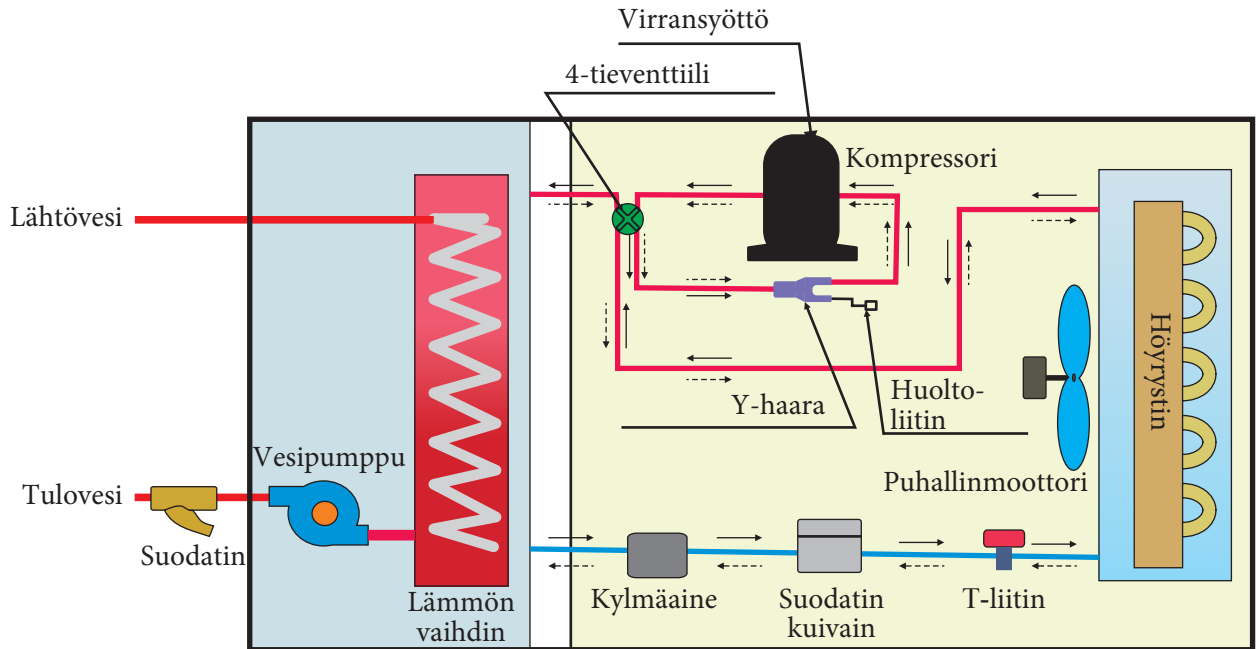 Virransyöttö
4-tieventtiili
Kompressori
Lähtövesi
Höyrystin
Y-haara
Huolto-
liitin
Vesipumppu
Puhallinmoottori
Tulovesi
Suodatin
Lämmön
vaihdin
Kylmäaine
Suodatin
kuivain
T-liitin